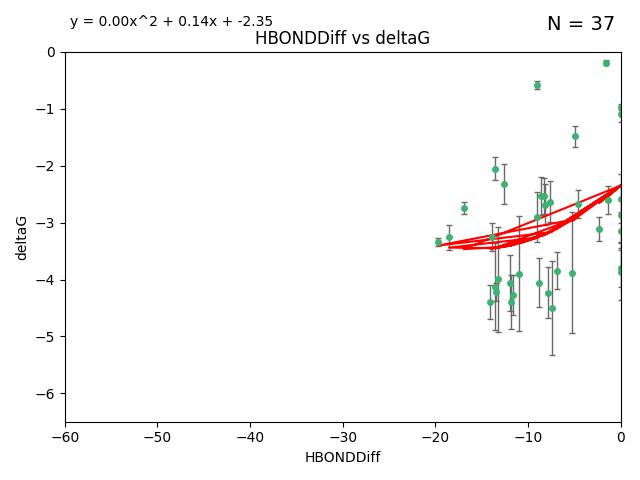 y = 0.00x^2 + 0.14x + -2.35
N = 37
HBONDDiff vs deltaG
0
−1
−2
−3
−4
−5
−6
deltaG
−60 −50 −40 −30 −20 −10 0
HBONDDiff